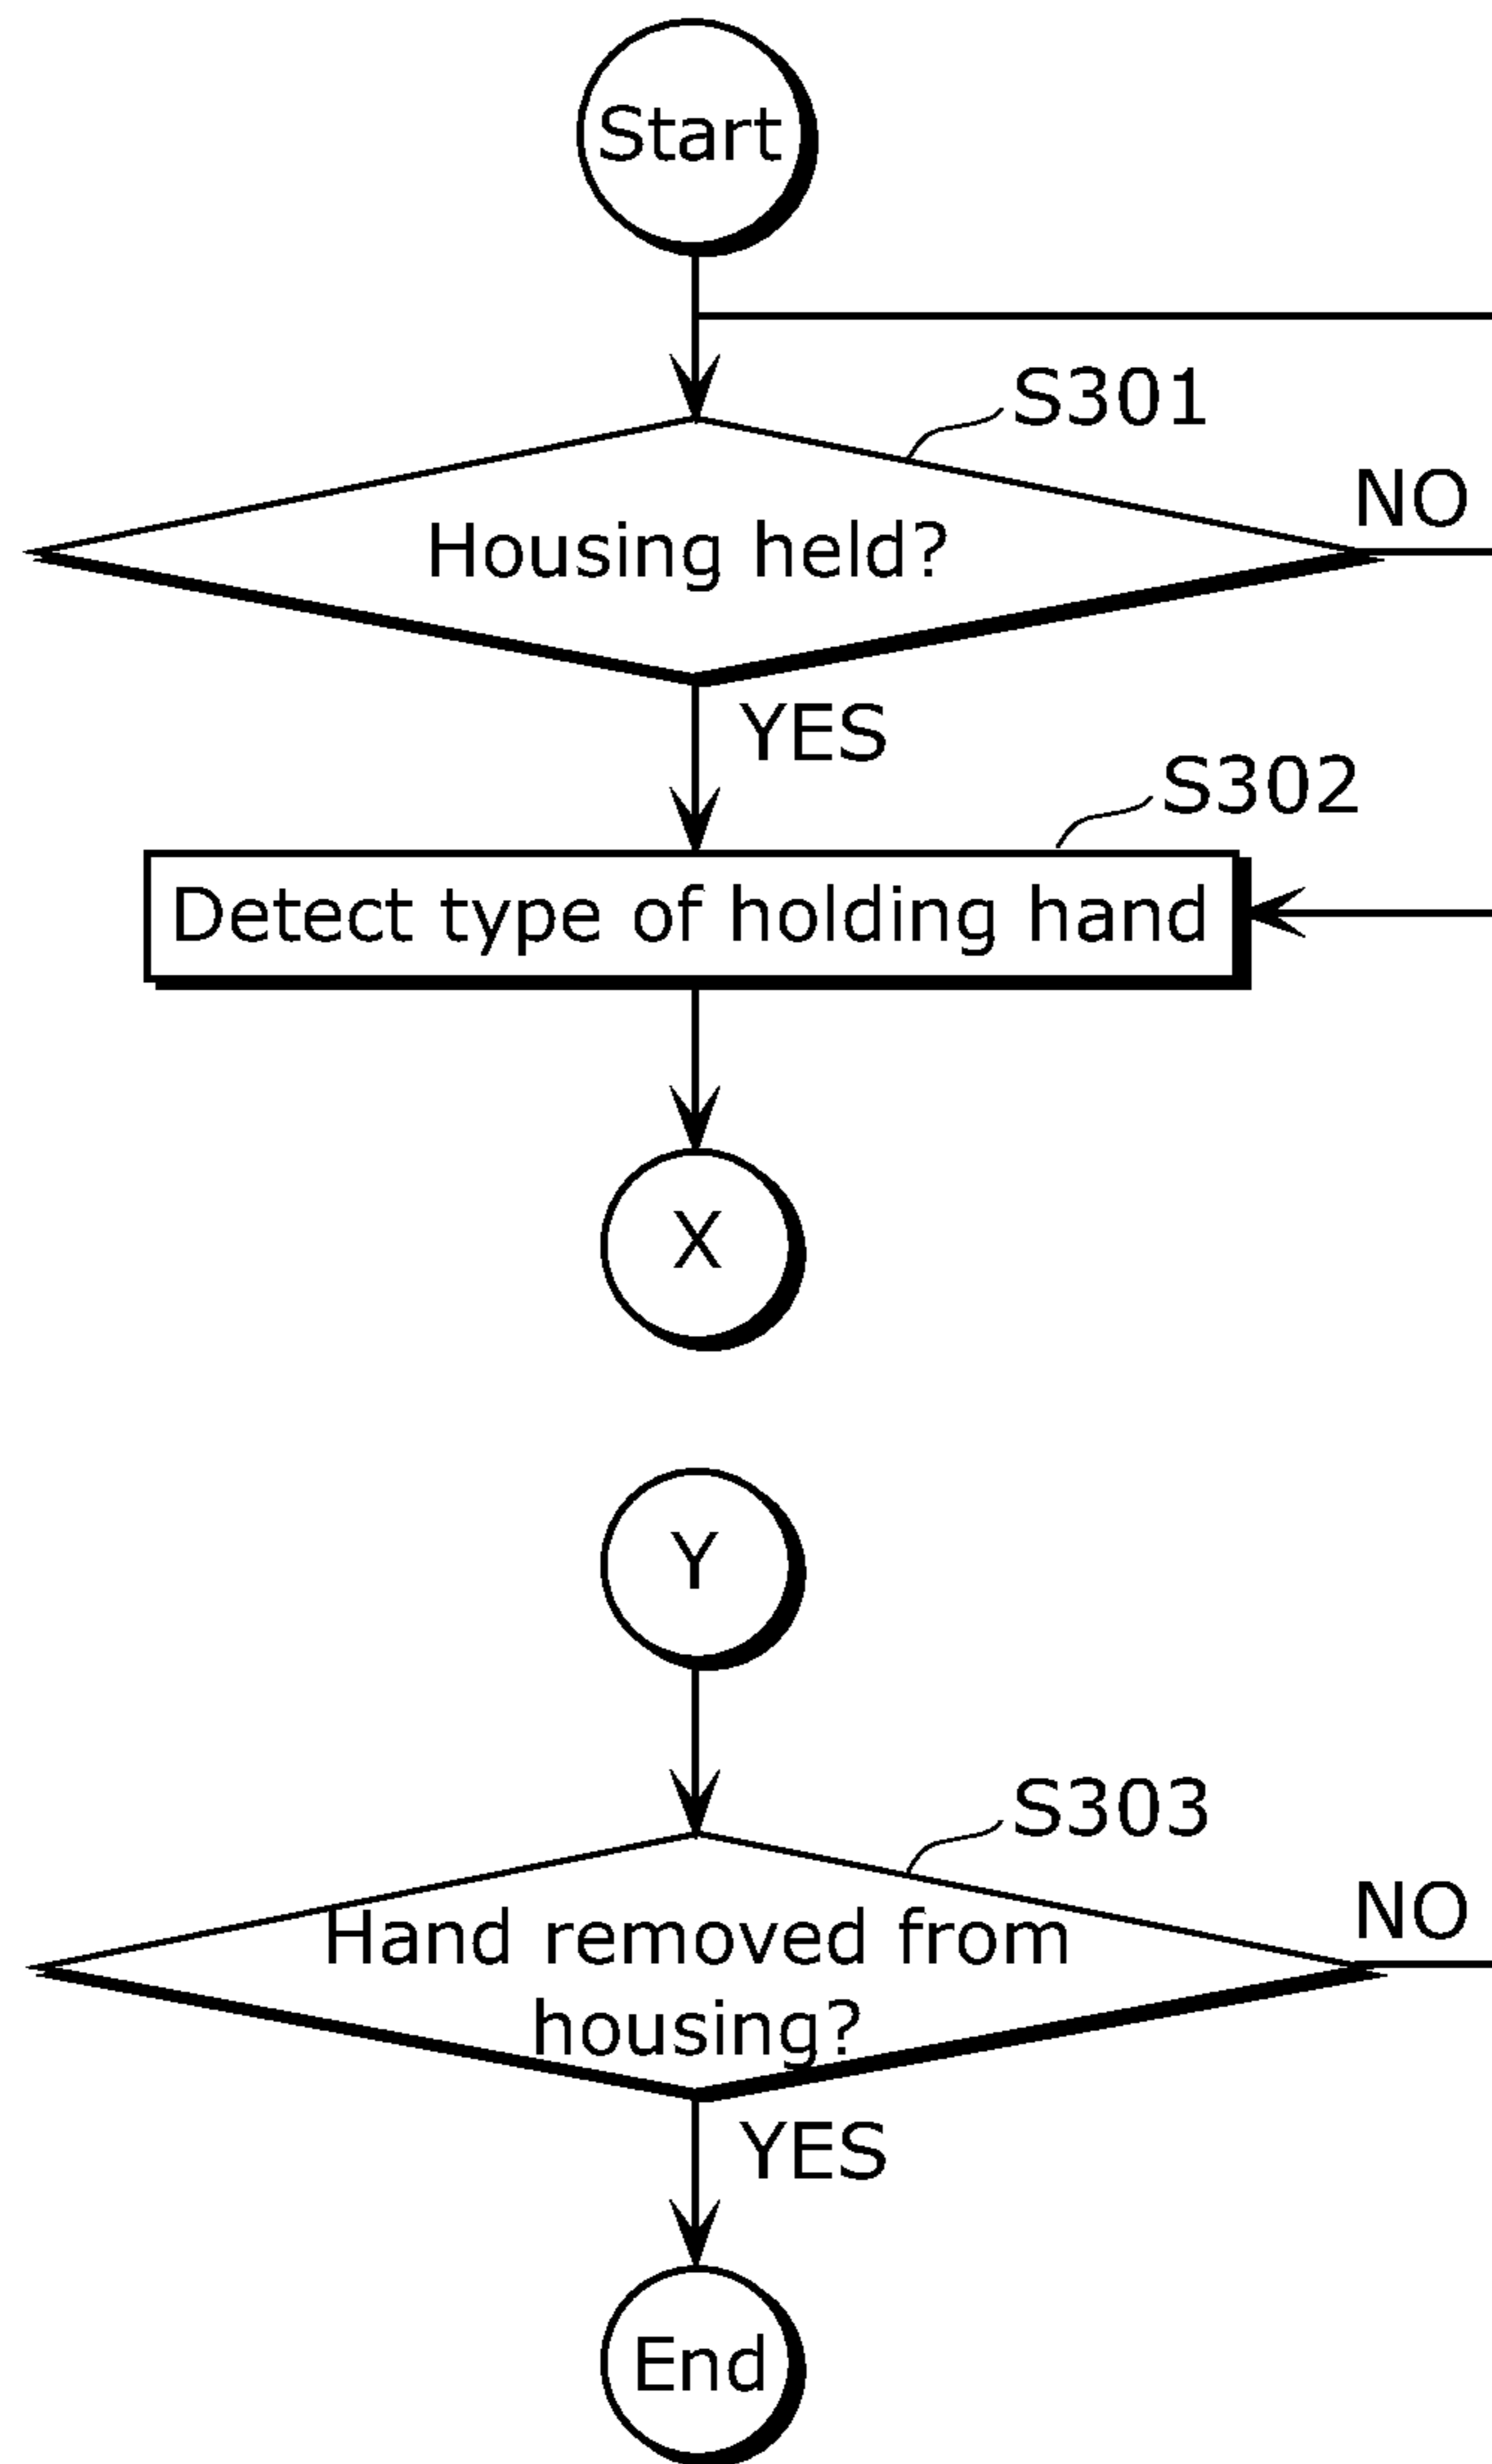 Start
S301
Housing held?
NO
YES
S302
Detect type of holding hand
X
Y
S303
NO
Hand removed from
housing?
YES
End